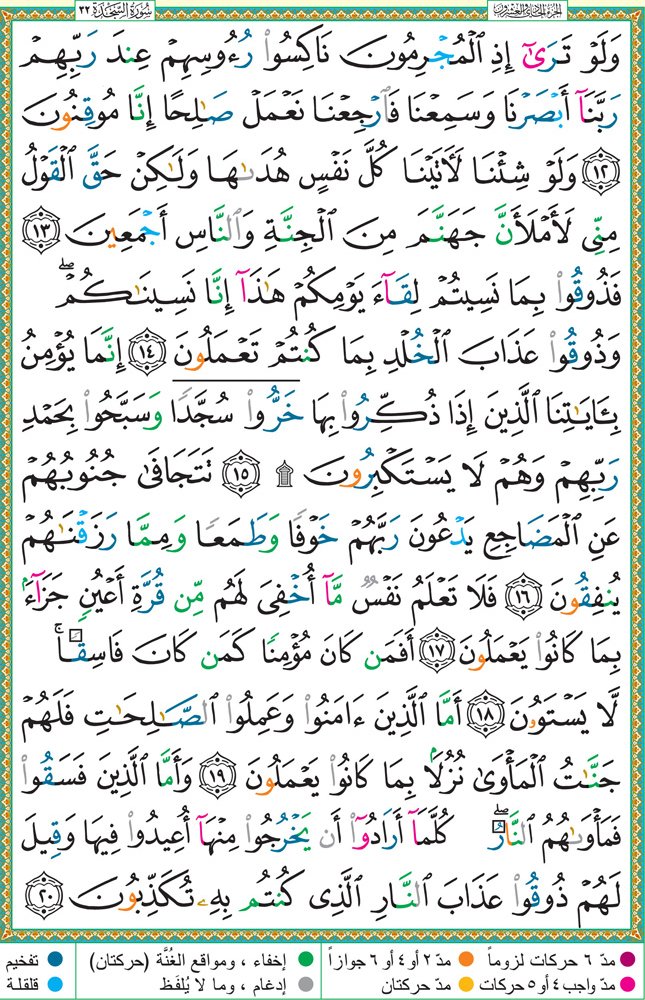 الجزء الحادي والعشرون سُورَةُ السَّجْدَةِ ٣٢
وَلَوْ تَرَىٰٓ إِذِ ٱلْمُجْرِمُونَ نَاكِسُوا۟ رُءُوسِهِمْ عِندَ رَبِّهِمْ
رَبَّنَآ أَبْصَرْنَا وَسَمِعْنَا فَٱرْجِعْنَا نَعْمَلْ صَـٰلِحًا إِنَّا مُوقِنُونَ
﴿١٢﴾ وَلَوْ شِئْنَا لَـَٔاتَيْنَا كُلَّ نَفْسٍ هُدَىٰهَا وَلَـٰكِنْ حَقَّ ٱلْقَوْلُ
مِنِّى لَأَمْلَأَنَّ جَهَنَّمَ مِنَ ٱلْجِنَّةِ وَٱلنَّاسِ أَجْمَعِينَ ﴿١٣﴾
فَذُوقُوا۟ بِمَا نَسِيتُمْ لِقَآءَ يَوْمِكُمْ هَـٰذَآ إِنَّا نَسِينَـٰكُمْ ۖ
وَذُوقُوا۟ عَذَابَ ٱلْخُلْدِ بِمَا كُنتُمْ تَعْمَلُونَ ﴿١٤﴾ إِنَّمَا يُؤْمِنُ
بِـَٔايَـٰتِنَا ٱلَّذِينَ إِذَا ذُكِّرُوا۟ بِهَا خَرُّوا۟ سُجَّدًا وَسَبَّحُوا۟ بِحَمْدِ
رَبِّهِمْ وَهُمْ لَا يَسْتَكْبِرُونَ ۩ ﴿١٥﴾ تَتَجَافَىٰ جُنُوبُهُمْ
عَنِ ٱلْمَضَاجِعِ يَدْعُونَ رَبَّهُمْ خَوْفًا وَطَمَعًا وَمِمَّا رَزَقْنَـٰهُمْ
يُنفِقُونَ ﴿١٦﴾ فَلَا تَعْلَمُ نَفْسٌ مَّآ أُخْفِىَ لَهُم مِّن قُرَّةِ أَعْيُنٍ جَزَآءًۢ
بِمَا كَانُوا۟ يَعْمَلُونَ ﴿١٧﴾ أَفَمَن كَانَ مُؤْمِنًا كَمَن كَانَ فَاسِقًا ۚ
لَّا يَسْتَوُۥنَ ﴿١٨﴾ أَمَّا ٱلَّذِينَ ءَامَنُوا۟ وَعَمِلُوا۟ ٱلصَّـٰلِحَـٰتِ فَلَهُمْ
جَنَّـٰتُ ٱلْمَأْوَىٰ نُزُلًۢا بِمَا كَانُوا۟ يَعْمَلُونَ ﴿١٩﴾ وَأَمَّا ٱلَّذِينَ فَسَقُوا۟
فَمَأْوَىٰهُمُ ٱلنَّارُ ۖ كُلَّمَآ أَرَادُوٓا۟ أَن يَخْرُجُوا۟ مِنْهَآ أُعِيدُوا۟ فِيهَا وَقِيلَ
لَهُمْ ذُوقُوا۟ عَذَابَ ٱلنَّارِ ٱلَّذِى كُنتُم بِهِۦ تُكَذِّبُونَ ﴿٢٠﴾
مدّ ٦ حركات لزوماً مدّ ٢ أو ٤ أو ٦ جوازاً إخفاء ، ومواقع الغُنَّة (حركتان) تفخيم
مدّ واجب ٤ أو ٥ حركات مدّ حركتان إدغام ، وما لا يُلفَظ قلقلة